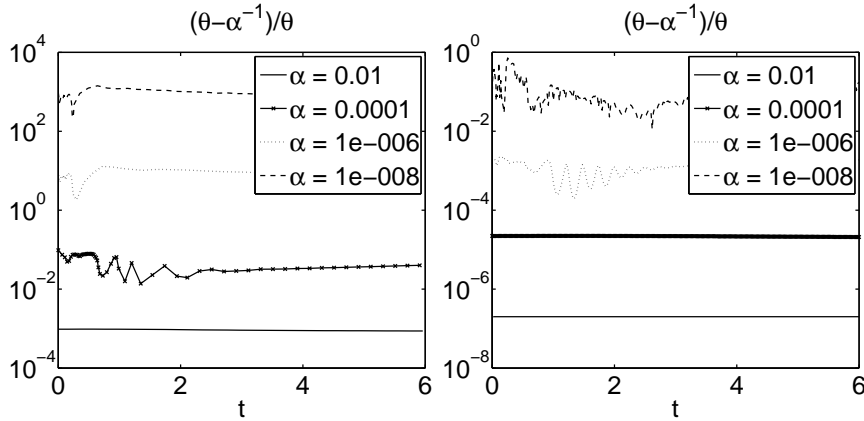 (θ−α⁻¹)/θ
10⁴
10²
10⁰
10⁻²
10⁻⁴
0
2
4
6
t
α = 0.01
α = 0.0001
α = 1e−006
α = 1e−008
(θ−α⁻¹)/θ
10⁰
10⁻²
10⁻⁴
10⁻⁶
10⁻⁸
0
2
4
6
t
α = 0.01
α = 0.0001
α = 1e−006
α = 1e−008